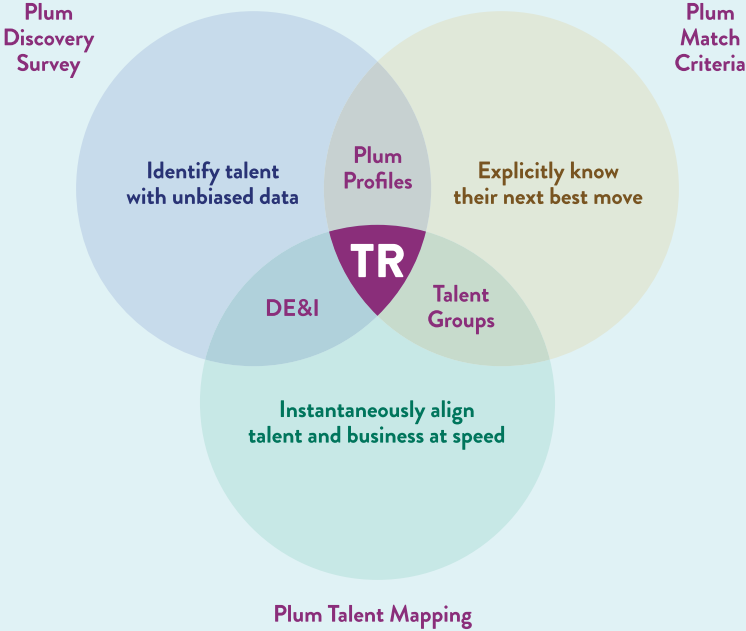 Plum
Discovery
Survey
Plum
Match
Criteria
Identify talent
with unbiased data
Plum
Profiles
Explicitly know
their next best move
TR
DE&I
Talent
Groups
Instantaneously align
talent and business at speed
Plum Talent Mapping